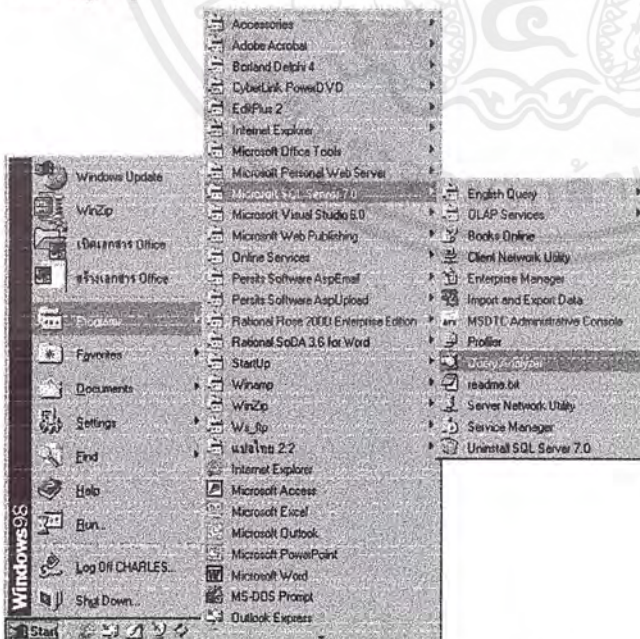 Windows Update
WinZip
เปิดเอกสาร Office
สร้างเอกสาร Office
Programs
Favorites
Documents
Settings
Find
Help
Run...
Log Off CHARLES...
Shut Down...
Windows98
Start
Accessories
Adobe Acrobat
Borland Delphi 4
CyberLink PowerDVD
EditPlus 2
Internet Explorer
Microsoft Office Tools
Microsoft Personal Web Server
Microsoft SQL Server 7.0
Microsoft Visual Studio 6.0
Microsoft Web Publishing
Online Services
Persits Software AspEmail
Persits Software AspUpload
Rational Rose 2000 Enterprise Edition
Rational SoDA 3.6 for Word
StartUp
Winamp
WinZip
Ws_ftp
แปลไทย 2.2
Internet Explorer
Microsoft Access
Microsoft Excel
Microsoft Outlook
Microsoft PowerPoint
Microsoft Word
MS-DOS Prompt
Outlook Express
English Query
OLAP Services
Books Online
Client Network Utility
Enterprise Manager
Import and Export Data
MSDTC Administrative Console
Profiler
Query Analyzer
readme.txt
Server Network Utility
Service Manager
Uninstall SQL Server 7.0